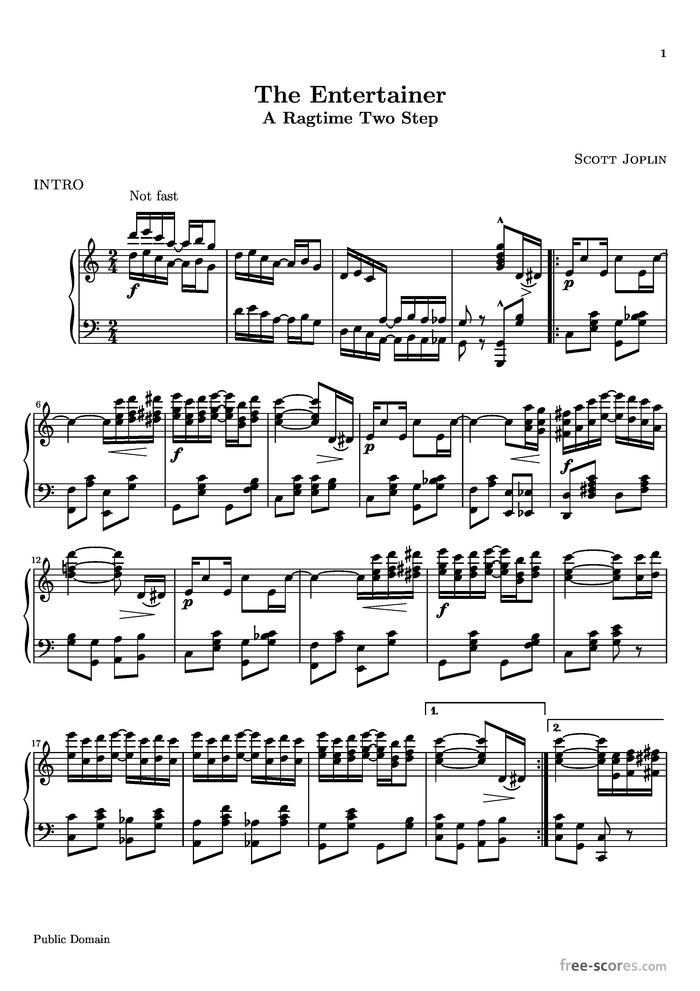 1
The Entertainer
A Ragtime Two Step
Scott Joplin
INTRO
Not fast
f
p
6
f
p
f
12
p
f
17
1.
2.
Public Domain
free-scores.com